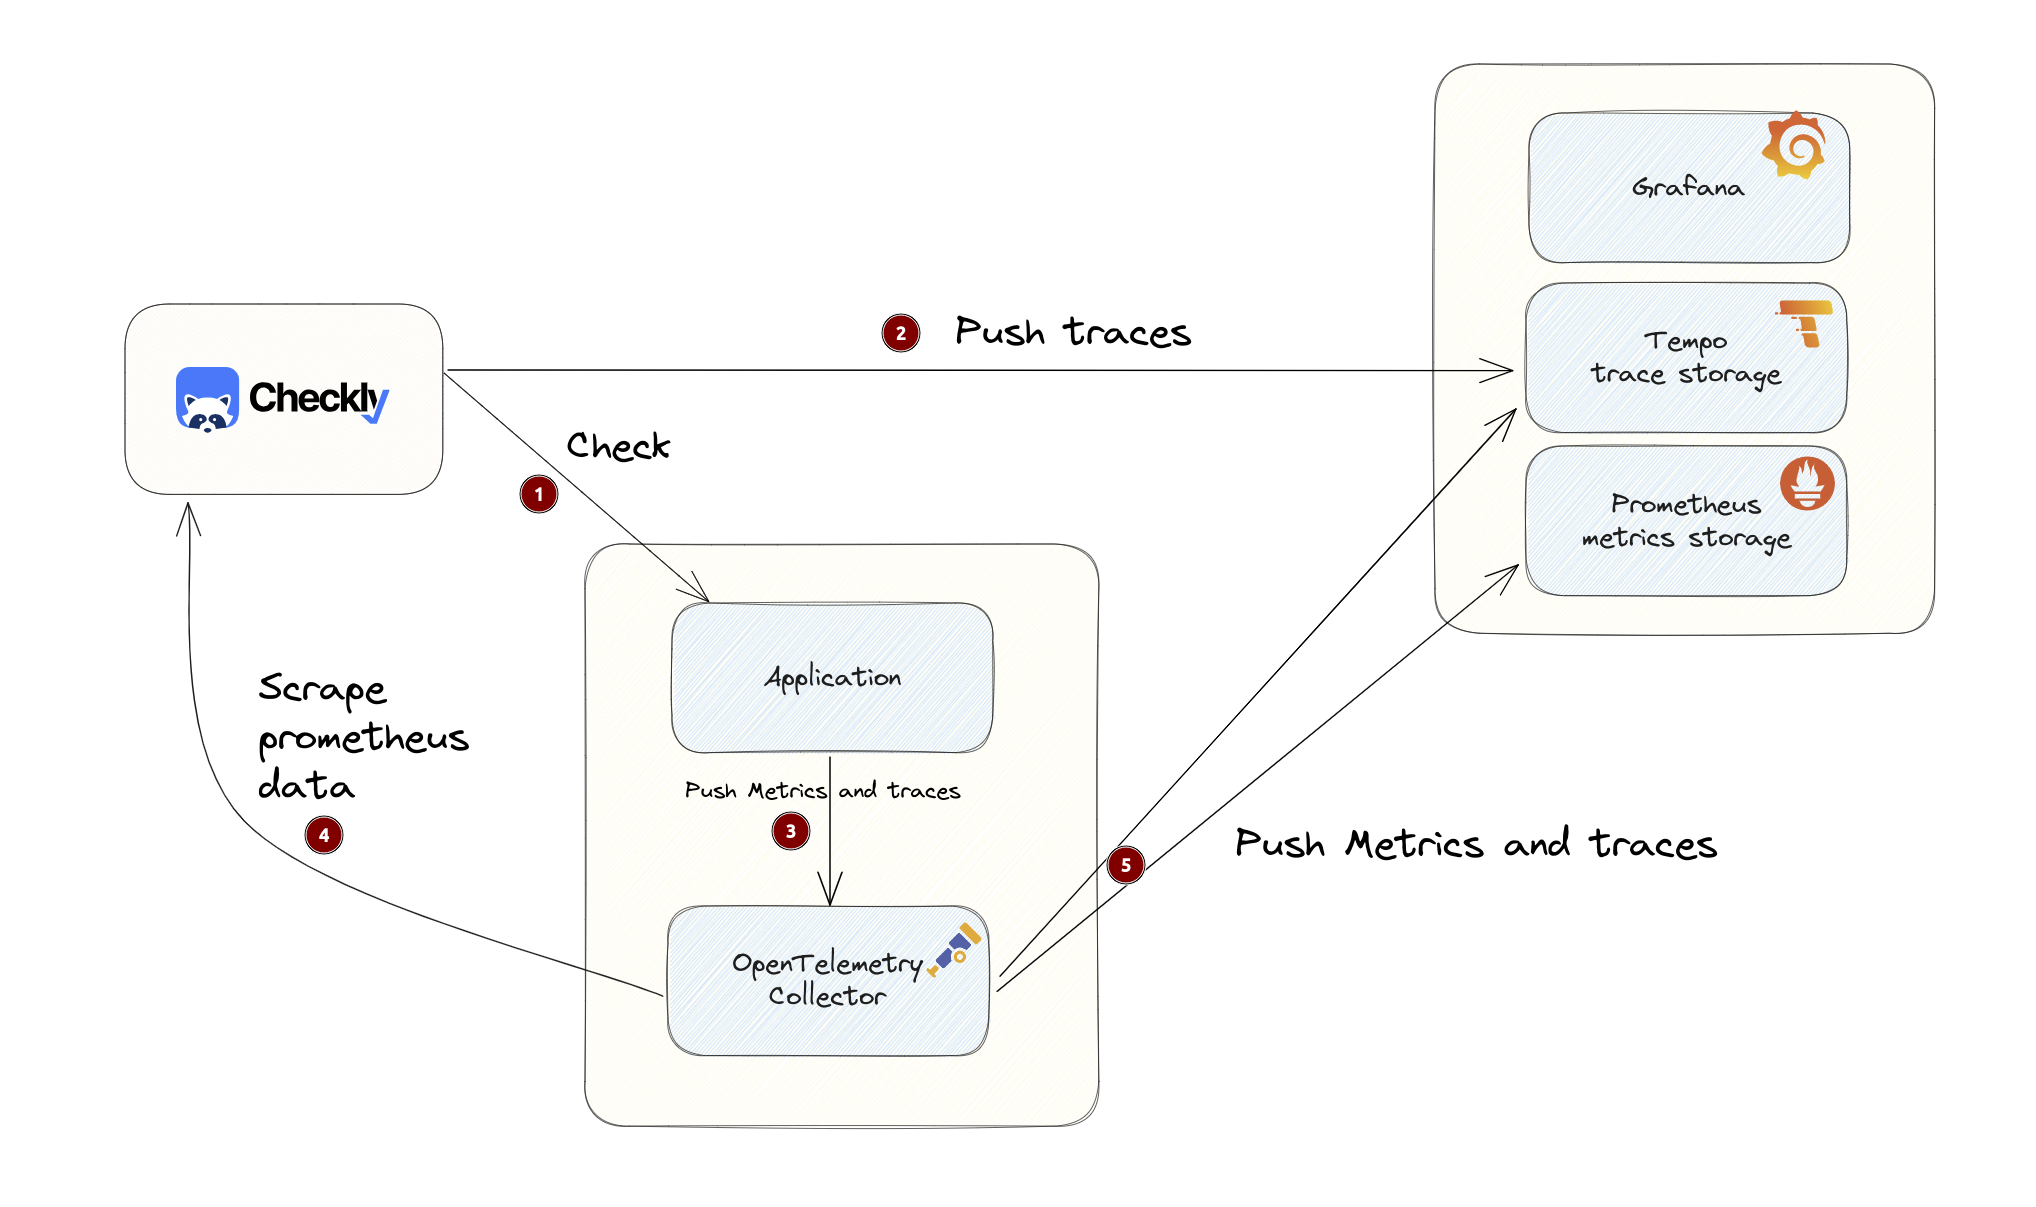 Grafana
Tempo
trace storage
Prometheus
metrics storage
2 Push traces
Checkly
Check
1
Application
Push Metrics and traces
3
OpenTelemetry
Collector
Scrape
prometheus
data
4
5
Push Metrics and traces